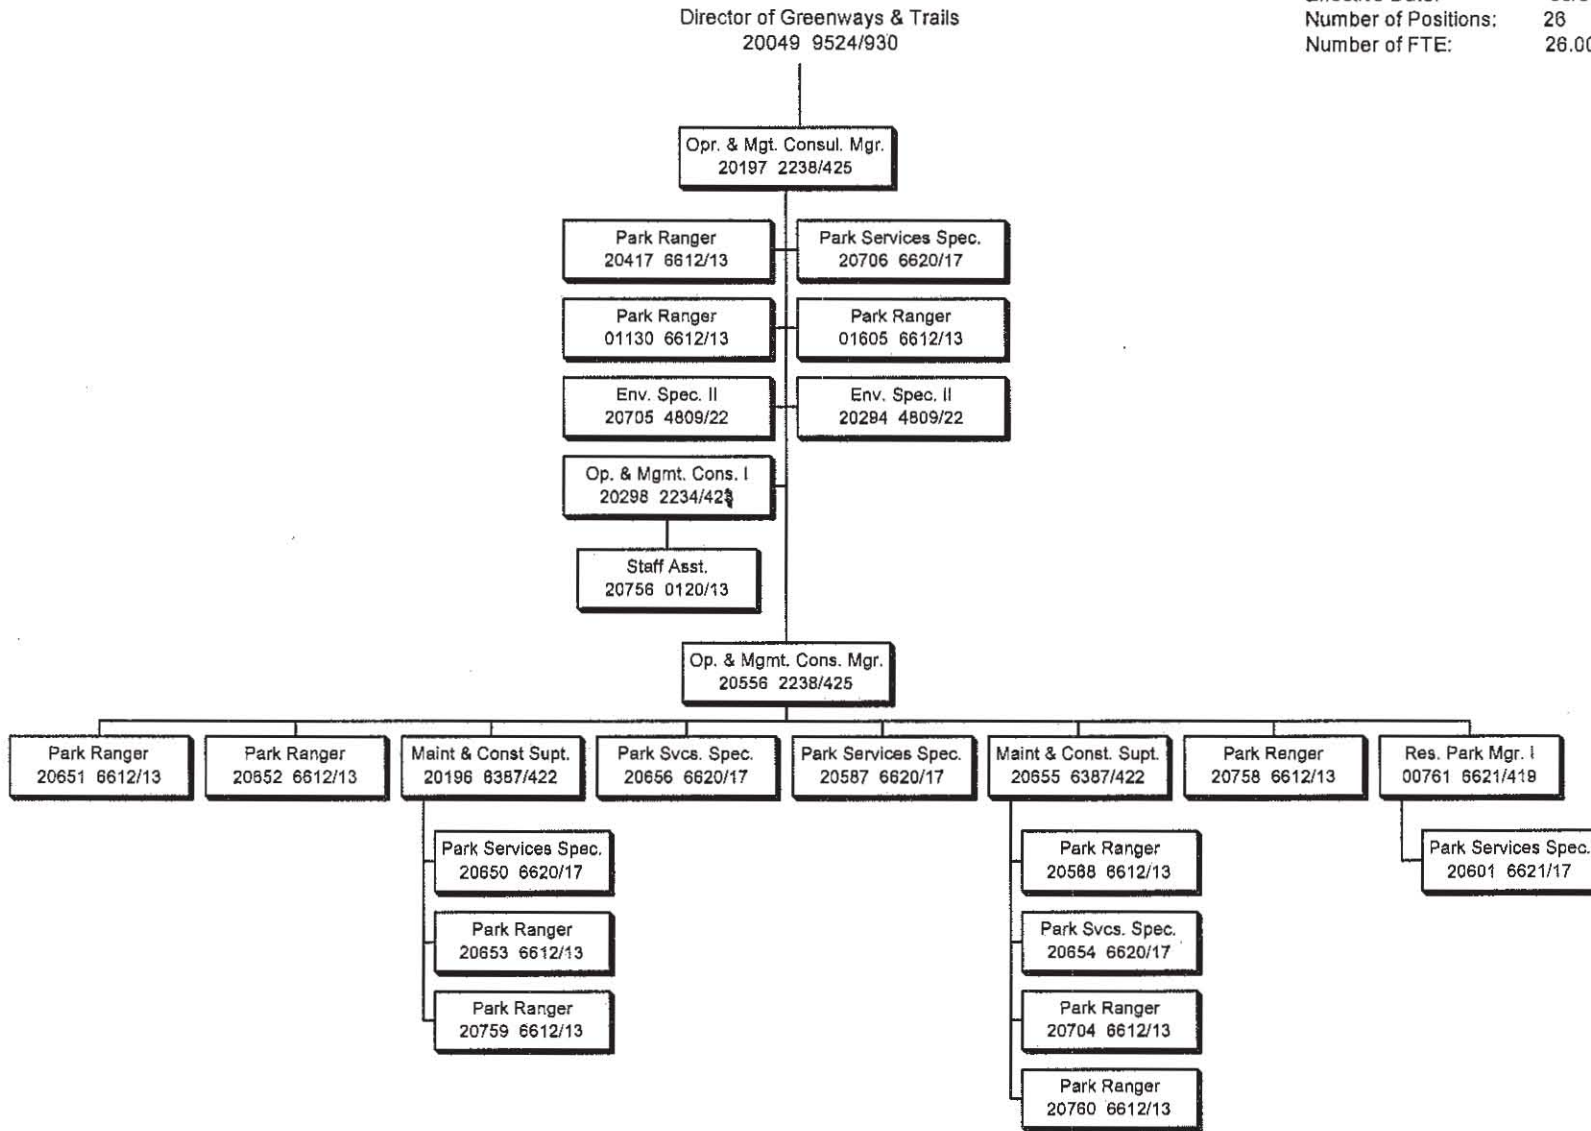 Number of Positions: 26
Number of FTE: 26.00
Director of Greenways & Trails
20049 9524/930
Opr. & Mgt. Consul. Mgr.
20197 2238/425
Park Ranger
20417 6612/13
Park Services Spec.
20706 6620/17
Park Ranger
01130 6612/13
Park Ranger
01605 6612/13
Env. Spec. II
20705 4809/22
Env. Spec. II
20294 4809/22
Op. & Mgmt. Cons. I
20298
Staff Asst.
20756 0120/13
Op. & Mgmt. Cons. Mgr.
20556 2238/425
Park Ranger
20651 6612/13
Park Ranger
20652 6612/13
Maint & Const Supt.
20196 6387/422
Park Svcs. Spec.
20656 6620/17
Park Services Spec.
20587 6620/17
Maint & Const. Supt.
20655 6387/422
Park Ranger
20758 6612/13
Res. Park Mgr. I
00761 6621/419
Park Services Spec.
20650 6620/17
Park Ranger
20653 6612/13
Park Ranger
20759 6612/13
Park Ranger
20588 6612/13
Park Svcs. Spec.
20654 6620/17
Park Ranger
20704 6612/13
Park Ranger
20760 6612/13
Park Services Spec.
20601 6621/17